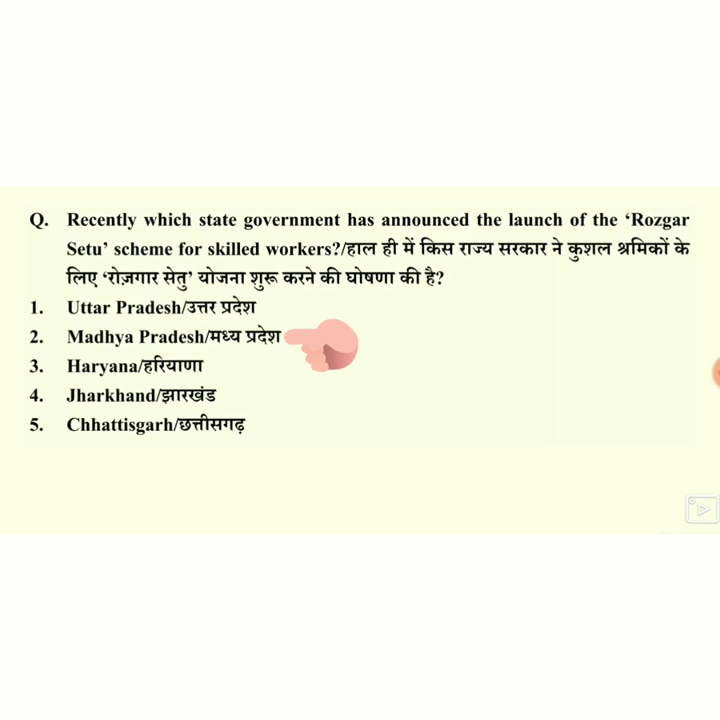 Q. Recently which state government has announced the launch of the ‘Rozgar
Setu’ scheme for skilled workers?/हाल ही में किस राज्य सरकार ने कुशल श्रमिकों के
लिए ‘रोज़गार सेतु’ योजना शुरू करने की घोषणा की है?
1. Uttar Pradesh/उत्तर प्रदेश
2. Madhya Pradesh/मध्य प्रदेश
3. Haryana/हरियाणा
4. Jharkhand/झारखंड
5. Chhattisgarh/छत्तीसगढ़